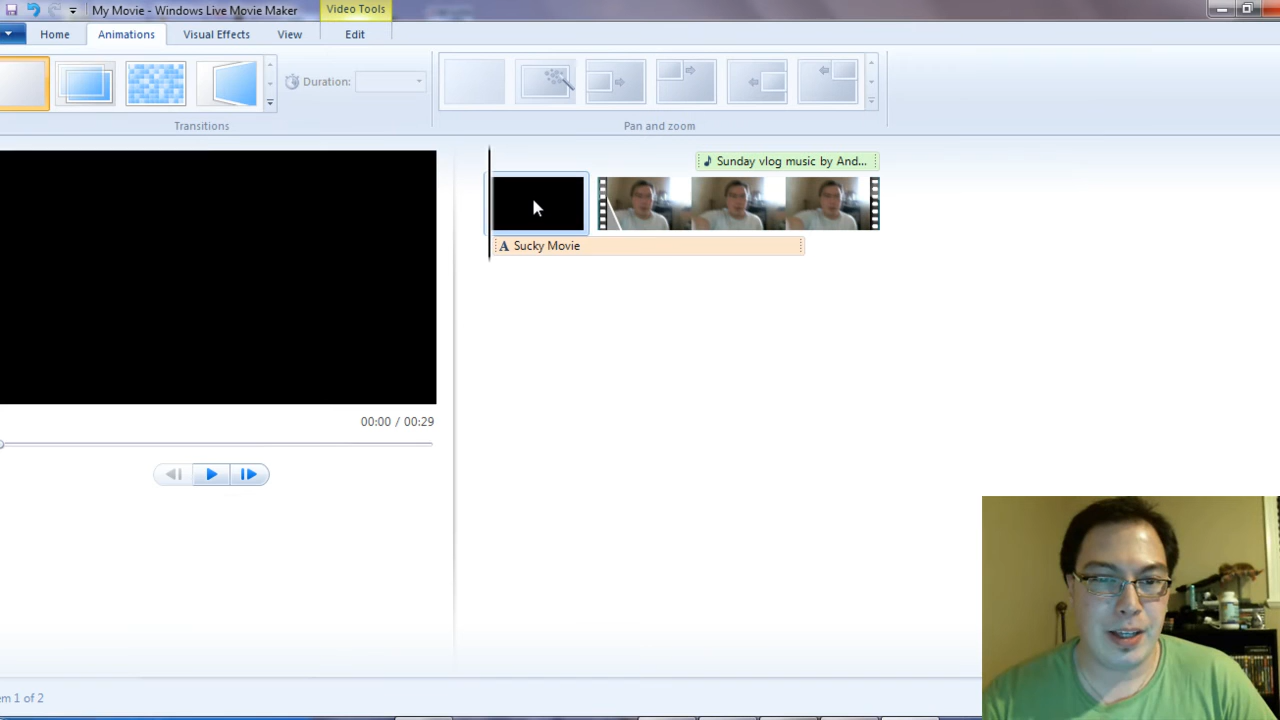 My Movie - Windows Live Movie Maker
Video Tools
Home
Animations
Visual Effects
View
Edit
Duration:
Transitions
Pan and zoom
Sunday vlog music by And...
Sucky Movie
00:00 / 00:29
em 1 of 2